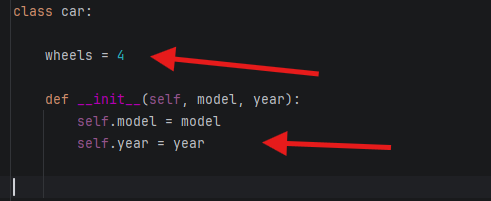 class car:
wheels = 4
def __init__(self, model, year):
self.model = model
self.year = year